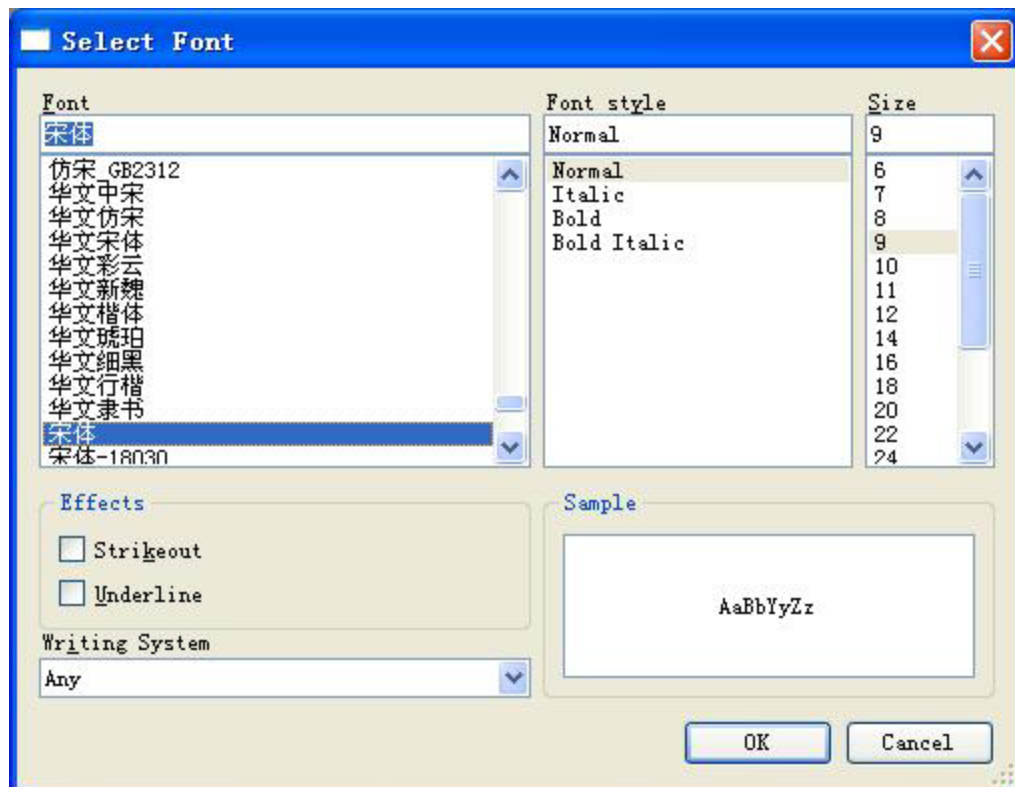 Select Font
Font
宋体
仿宋_GB2312
华文中宋
华文仿宋
华文宋体
华文彩云
华文新魏
华文楷体
华文琥珀
华文细黑
华文行楷
华文隶书
宋体
宋体-18030
Font style
Normal
Normal
Italic
Bold
Bold Italic
Size
9
6
7
8
9
10
11
12
14
16
18
20
22
24
Effects
Strikeout
Underline
Writing System
Any
Sample
AaBbYyZz
OK
Cancel